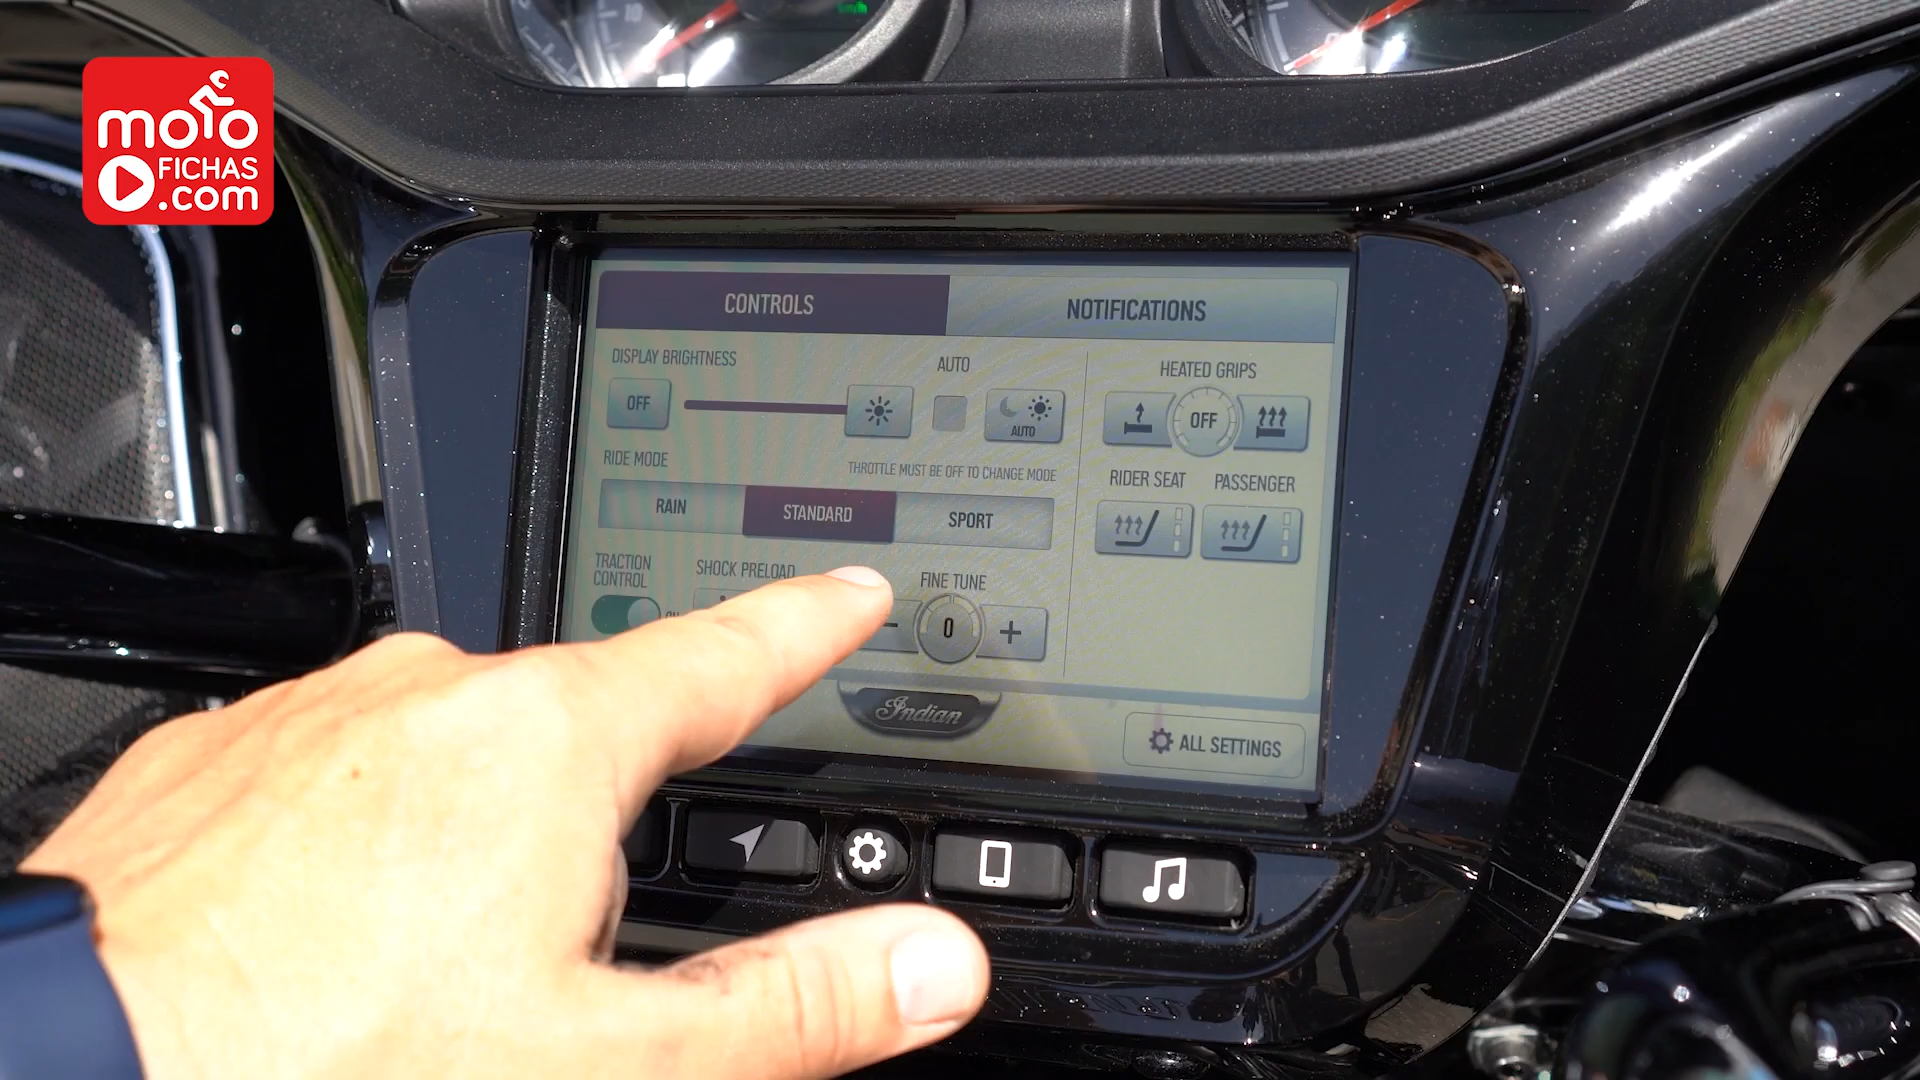 moto
FICHAS
.com
CONTROLS
NOTIFICATIONS
DISPLAY BRIGHTNESS
AUTO
HEATED GRIPS
OFF
AUTO
OFF
RIDE MODE
THROTTLE MUST BE OFF TO CHANGE MODE
RIDER SEAT
PASSENGER
RAIN
STANDARD
SPORT
TRACTION
CONTROL
SHOCK PRELOAD
FINE TUNE
-
0
+
Indian
ALL SETTINGS